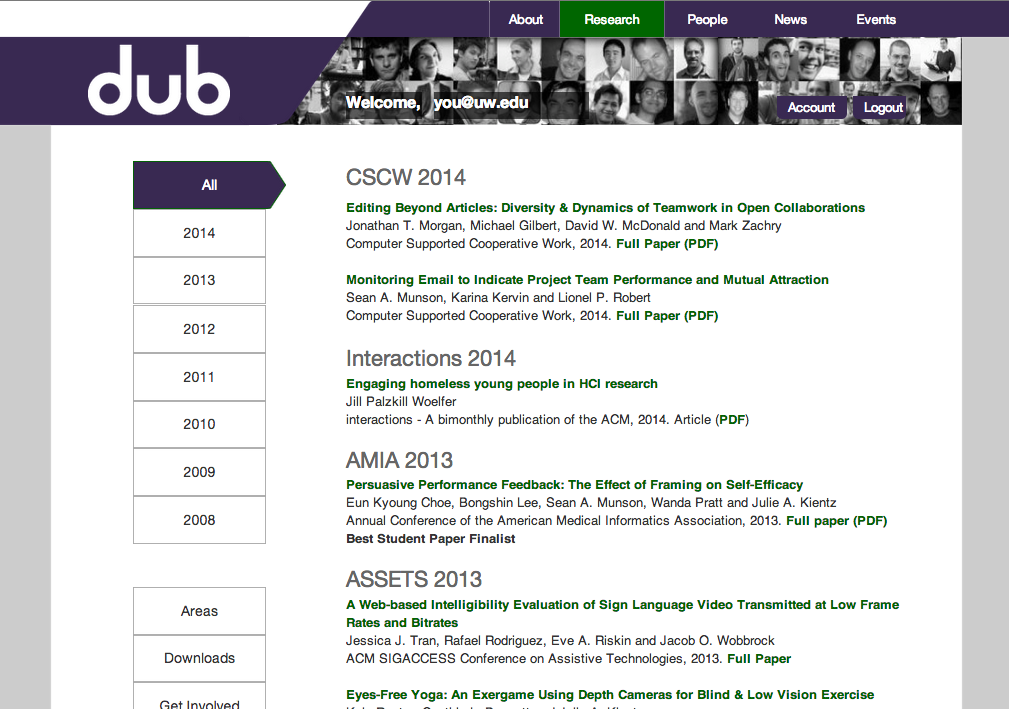 About
Research
People
News
Events
dub
Welcome, you@uw.edu
Account
Logout
All
2014
2013
2012
2011
2010
2009
2008
Areas
Downloads
Get Involved
CSCW 2014
Editing Beyond Articles: Diversity & Dynamics of Teamwork in Open Collaborations
Jonathan T. Morgan, Michael Gilbert, David W. McDonald and Mark Zachry
Computer Supported Cooperative Work, 2014. Full Paper (PDF)
Monitoring Email to Indicate Project Team Performance and Mutual Attraction
Sean A. Munson, Karina Kervin and Lionel P. Robert
Computer Supported Cooperative Work, 2014. Full Paper (PDF)
Interactions 2014
Engaging homeless young people in HCI research
Jill Palzkill Woelfer
interactions - A bimonthly publication of the ACM, 2014. Article (PDF)
AMIA 2013
Persuasive Performance Feedback: The Effect of Framing on Self-Efficacy
Eun Kyoung Choe, Bongshin Lee, Sean A. Munson, Wanda Pratt and Julie A. Kientz
Annual Conference of the American Medical Informatics Association, 2013. Full paper (PDF)
Best Student Paper Finalist
ASSETS 2013
A Web-based Intelligibility Evaluation of Sign Language Video Transmitted at Low Frame
Rates and Bitrates
Jessica J. Tran, Rafael Rodriguez, Eve A. Riskin and Jacob O. Wobbrock
ACM SIGACCESS Conference on Assistive Technologies, 2013. Full Paper
Eyes-Free Yoga: An Exergame Using Depth Cameras for Blind & Low Vision Exercise